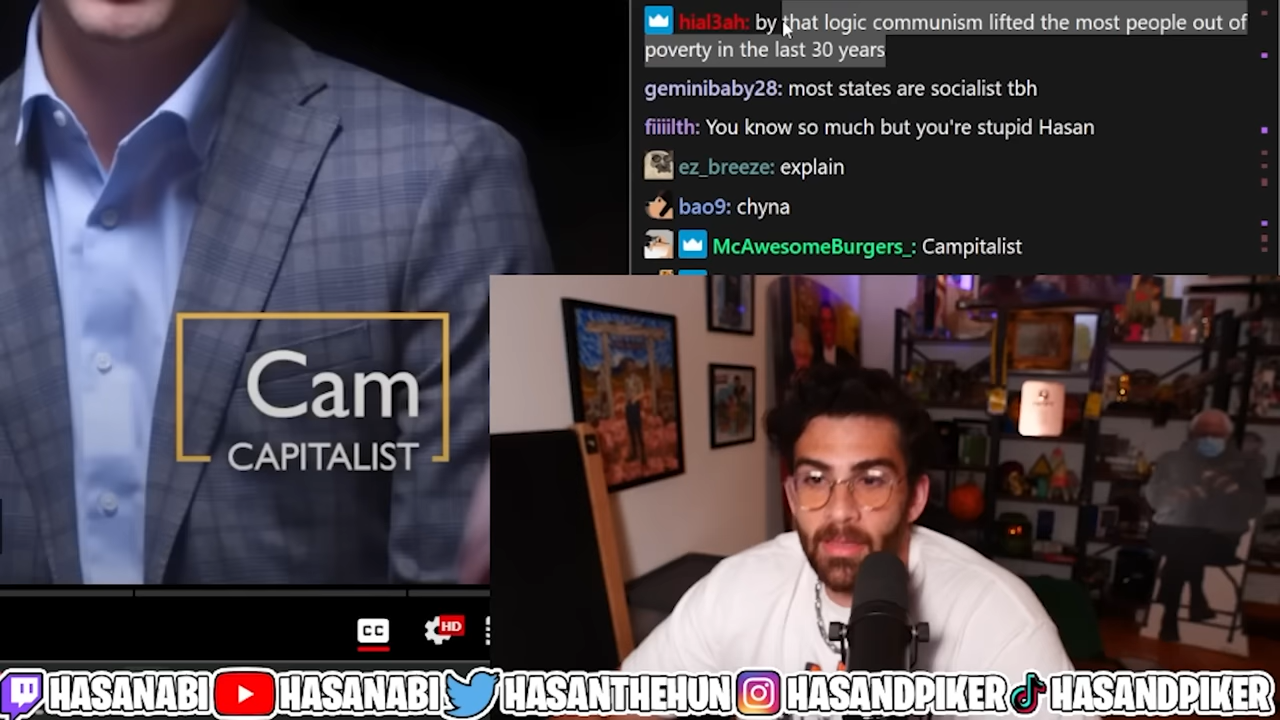 hial3ah: by that logic communism lifted the most people out of
poverty in the last 30 years
geminibaby28: most states are socialist tbh
fiiiilth: You know so much but you're stupid Hasan
ez_breeze: explain
bao9: chyna
McAwesomeBurgers_: Campitalist
Cam
CAPITALIST
CC
HD
HASANABI HASANABI HASANTHEHUN HASANDPIKER HASANDPIKER